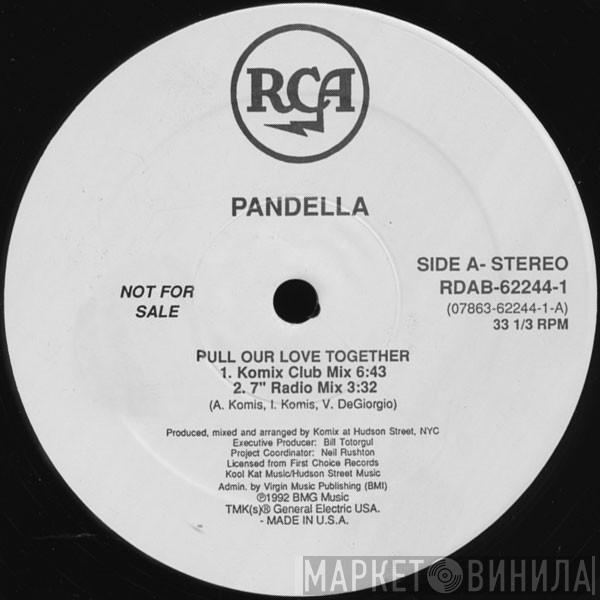 RCA
PANDELLA
SIDE A- STEREO
RDAB-62244-1
(07863-62244-1-A)
33 1/3 RPM
NOT FOR
SALE
PULL OUR LOVE TOGETHER
1. Komix Club Mix 6:43
2. 7" Radio Mix 3:32
(A. Komis, I. Komis, V. DeGiorgio)
Produced, mixed and arranged by Komix at Hudson Street, NYC
Executive Producer: Bill Totorgul
Project Coordinator: Neil Rushton
Licensed from First Choice Records
Kool Kat Music/Hudson Street Music
Admin. by Virgin Music Publishing (BMI)
℗1992 BMG Music
TMK(s)® General Electric USA.
- MADE IN U.S.A.
МАРКЕТ ВИНИЛА